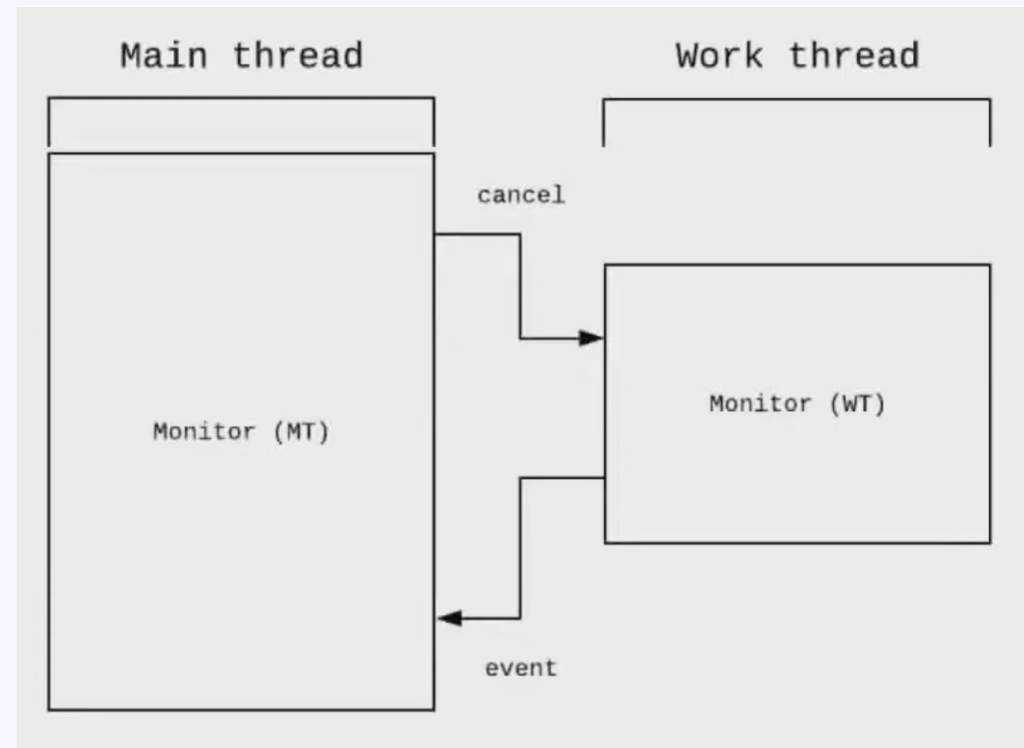 Main thread
Work thread
cancel
Monitor (WT)
Monitor (MT)
event